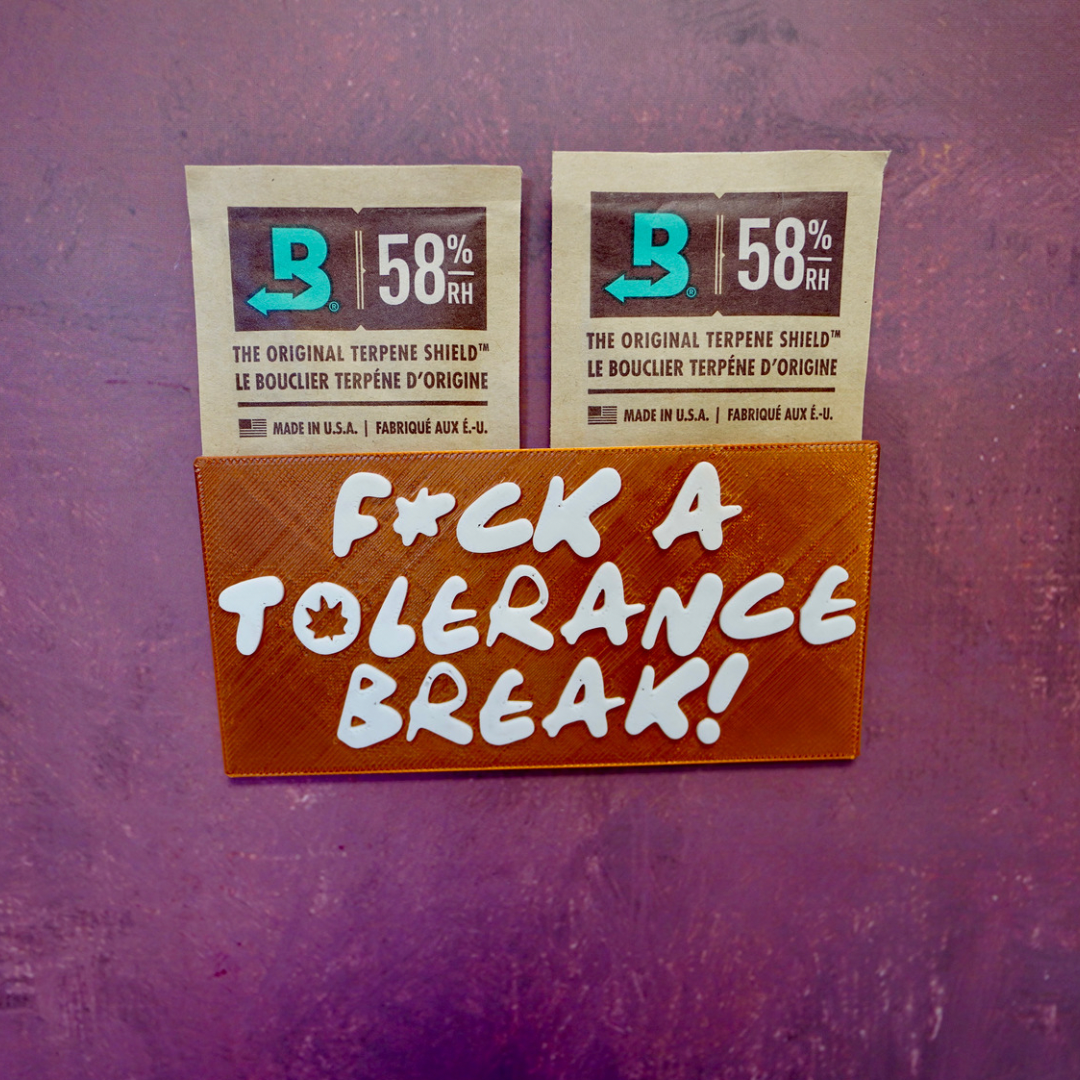 B® 58% RH
THE ORIGINAL TERPENE SHIELD™
LE BOUCLIER TERPÉNE D'ORIGINE
MADE IN U.S.A. | FABRIQUÉ AUX É.-U.
B® 58% RH
THE ORIGINAL TERPENE SHIELD™
LE BOUCLIER TERPÉNE D'ORIGINE
MADE IN U.S.A. | FABRIQUÉ AUX É.-U.
F*CK A
TOLERANCE
BREAK!